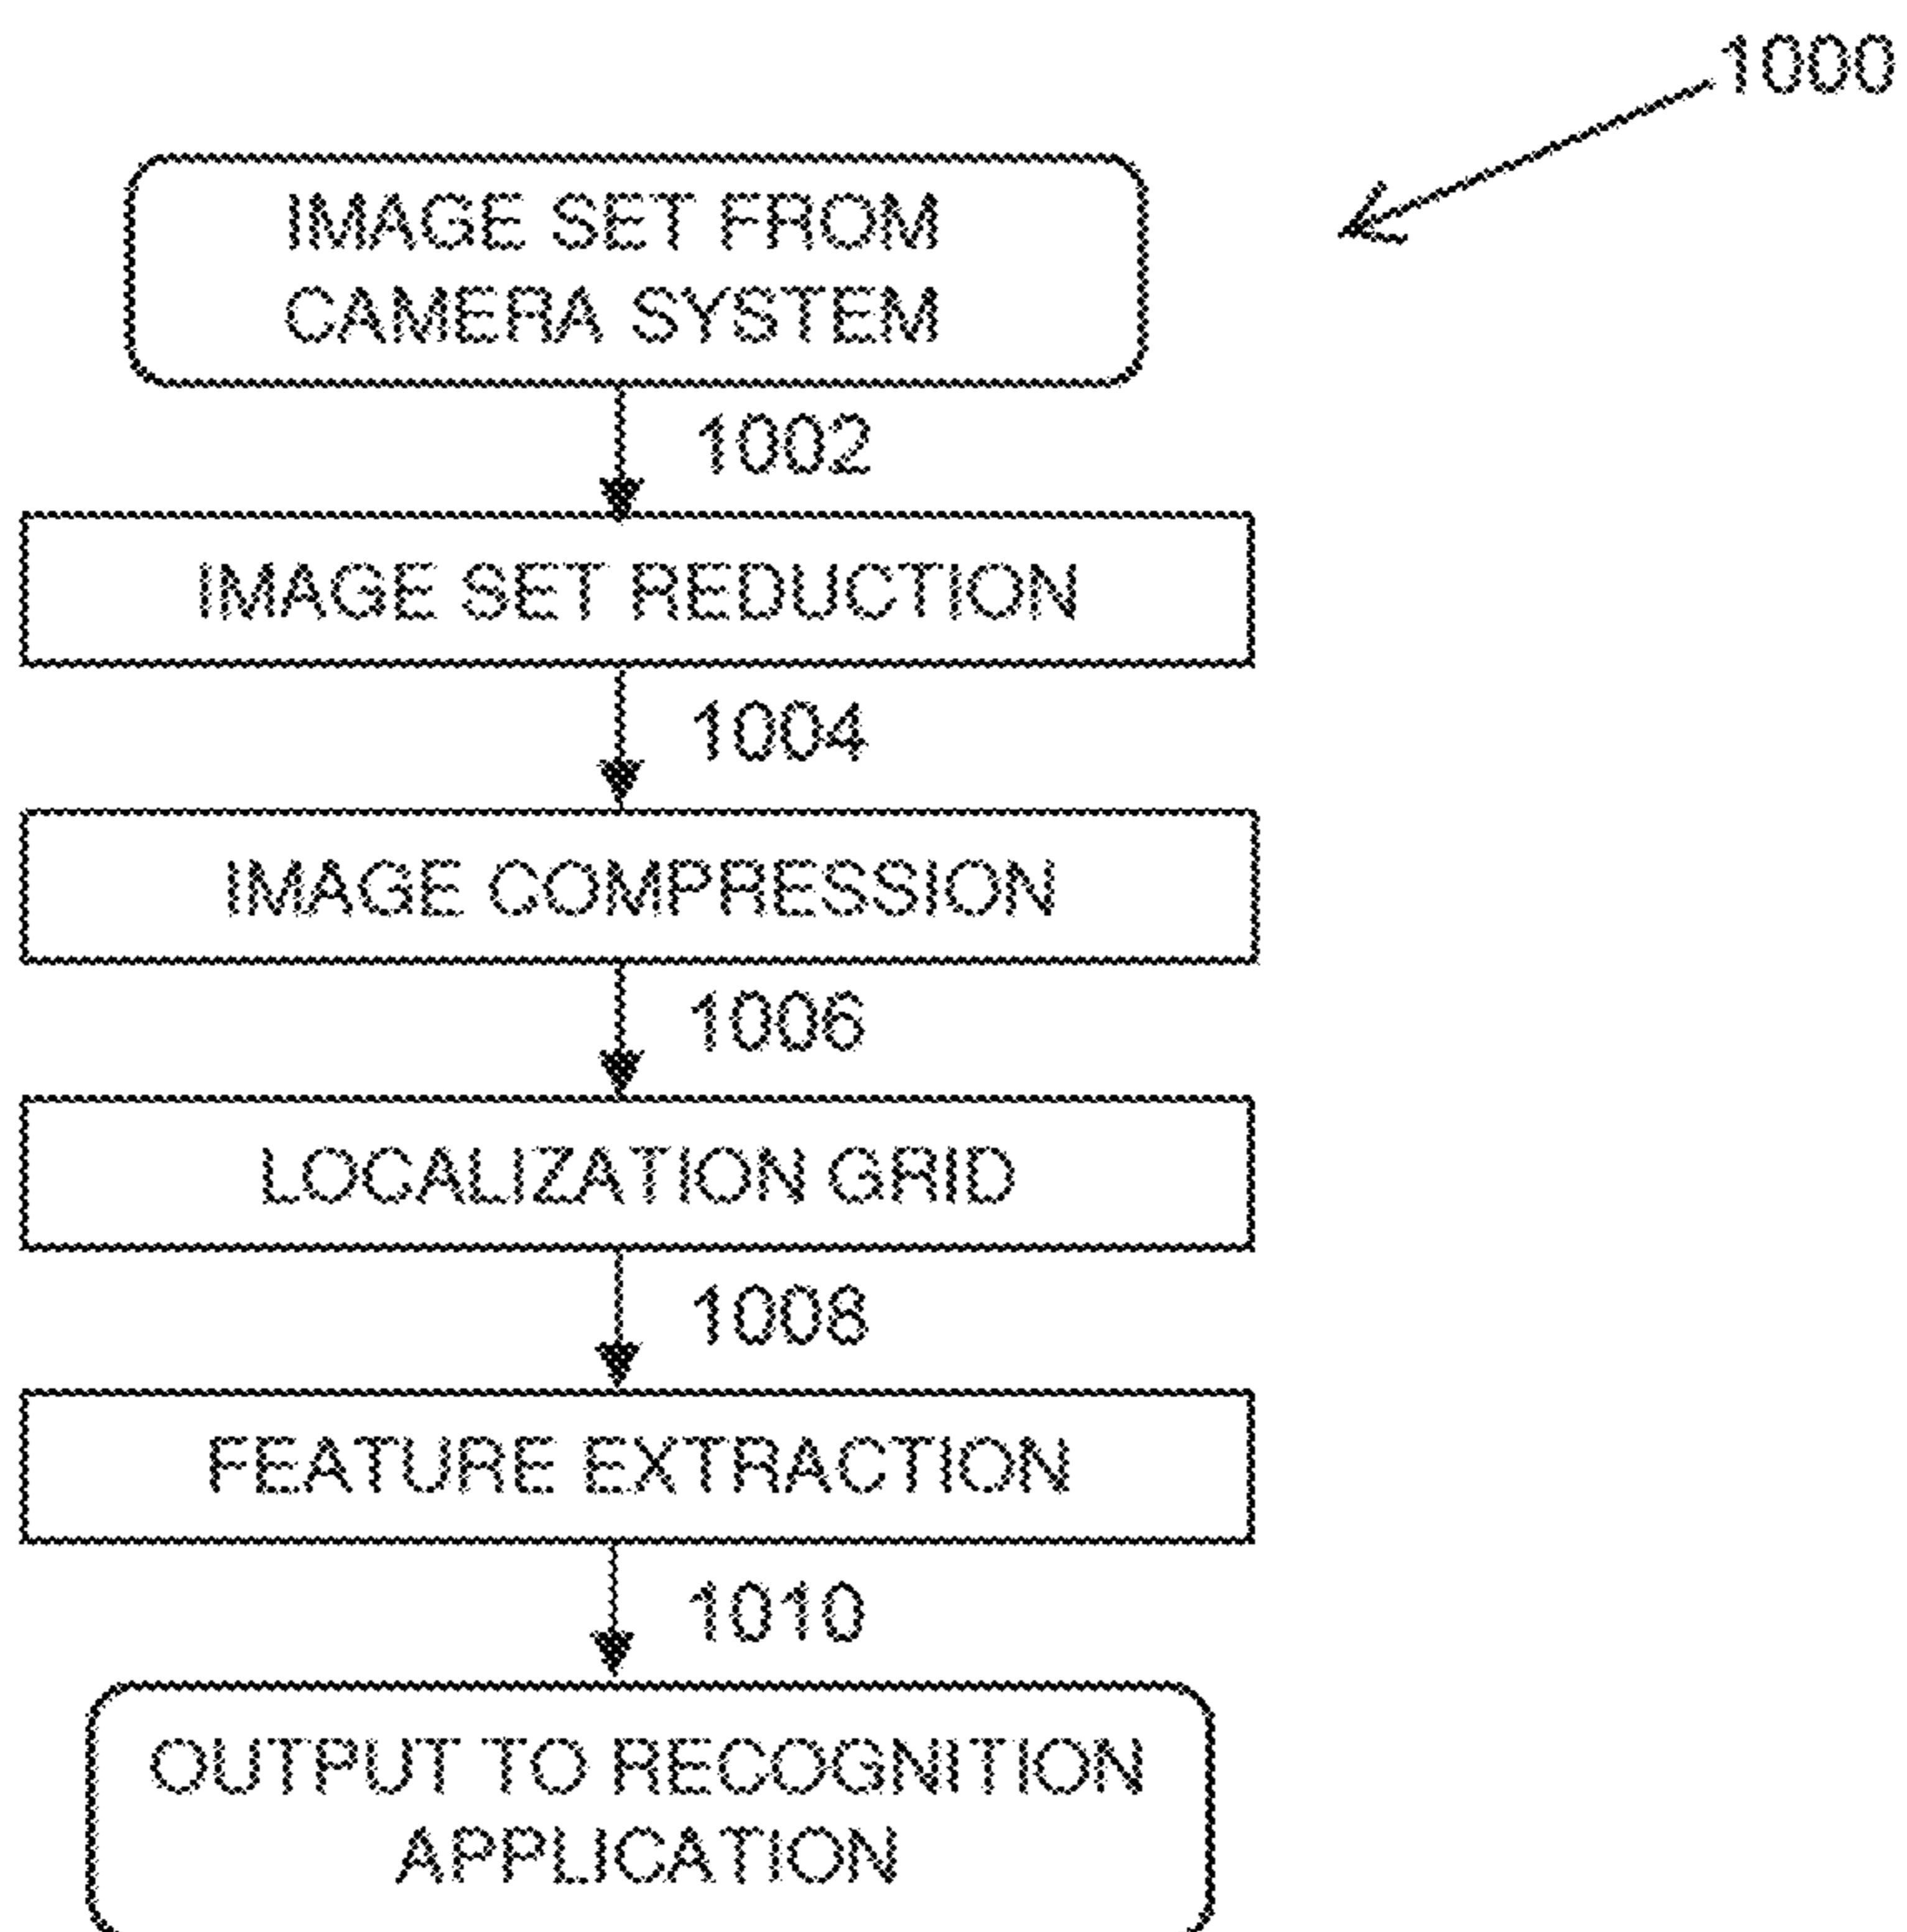 1000
IMAGE SET FROM
CAMERA SYSTEM
1002
IMAGE SET REDUCTION
1004
IMAGE COMPRESSION
1006
LOCALIZATION GRID
1008
FEATURE EXTRACTION
1010
OUTPUT TO RECOGNITION
APPLICATION